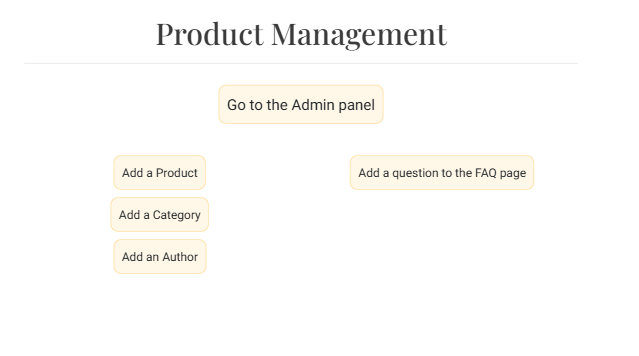 Product Management
Go to the Admin panel
Add a Product
Add a question to the FAQ page
Add a Category
Add an Author